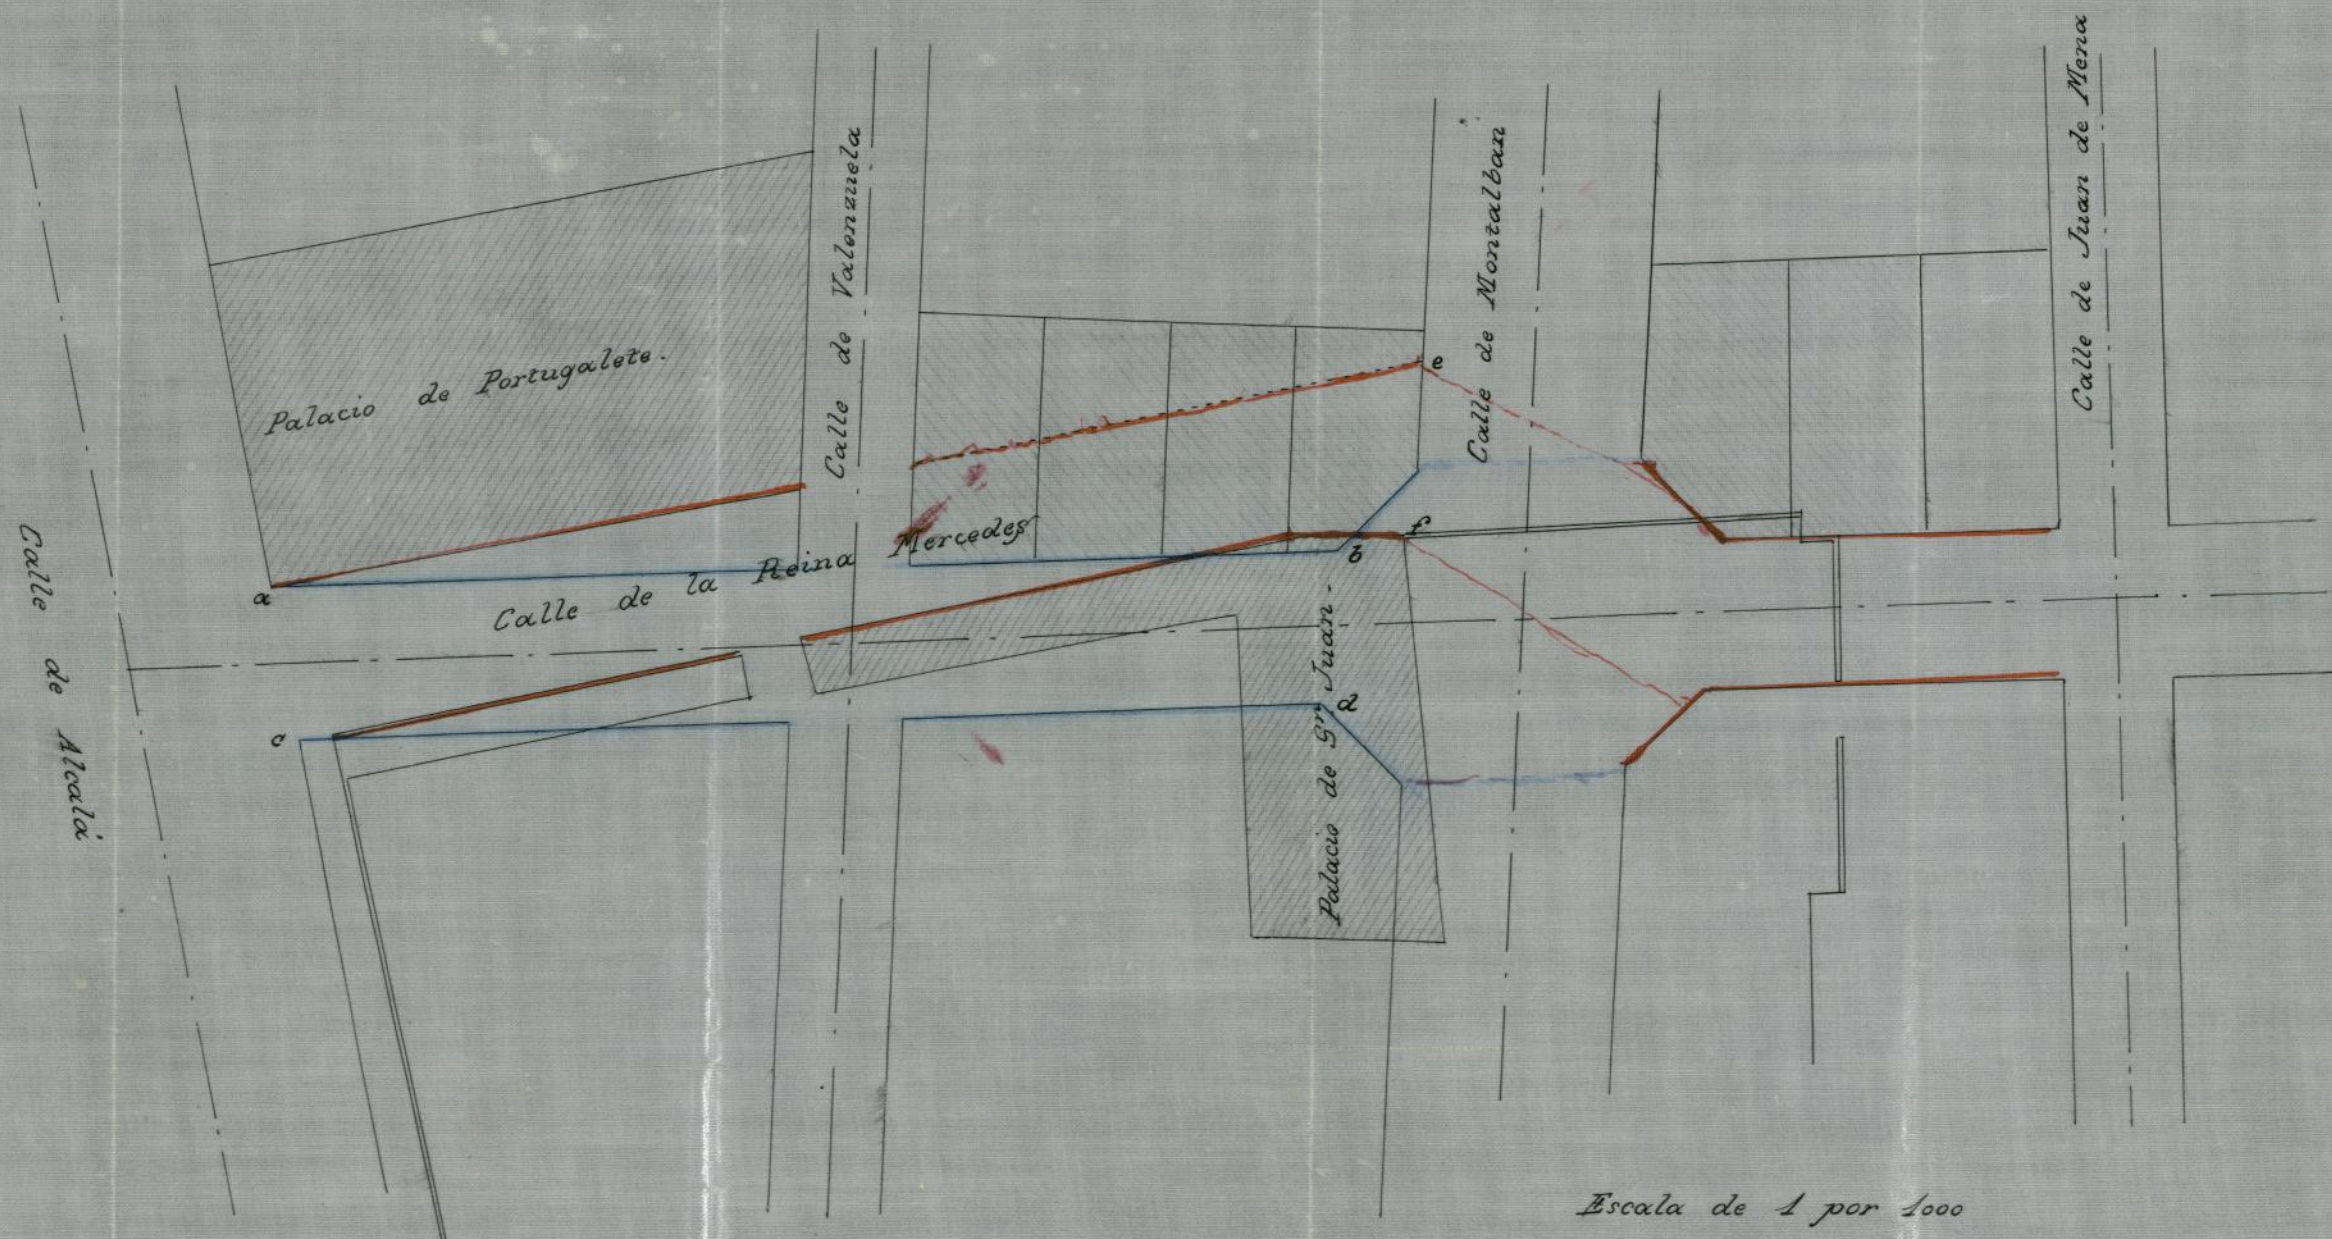 Calle de Alcalá
Palacio de Portugalete.
Calle de Valenzuela
Calle de Montalban
Calle de Juan de Mena
Calle de la Reina Mercedes
Palacio de Sn Juan-
a
b
c
d
e
f
Escala de 1 por 1000